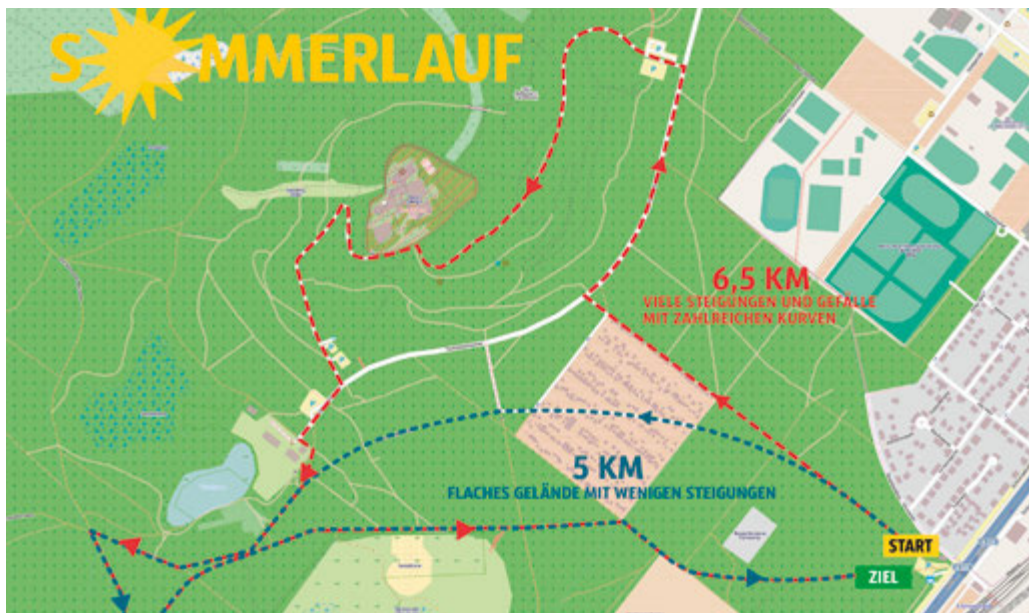 SOMMERLAUF
6,5 KM
VIELE STEIGUNGEN UND GEFÄLLE
MIT ZAHLREICHEN KURVEN
5 KM
FLACHES GELÄNDE MIT WENIGEN STEIGUNGEN
START
ZIEL